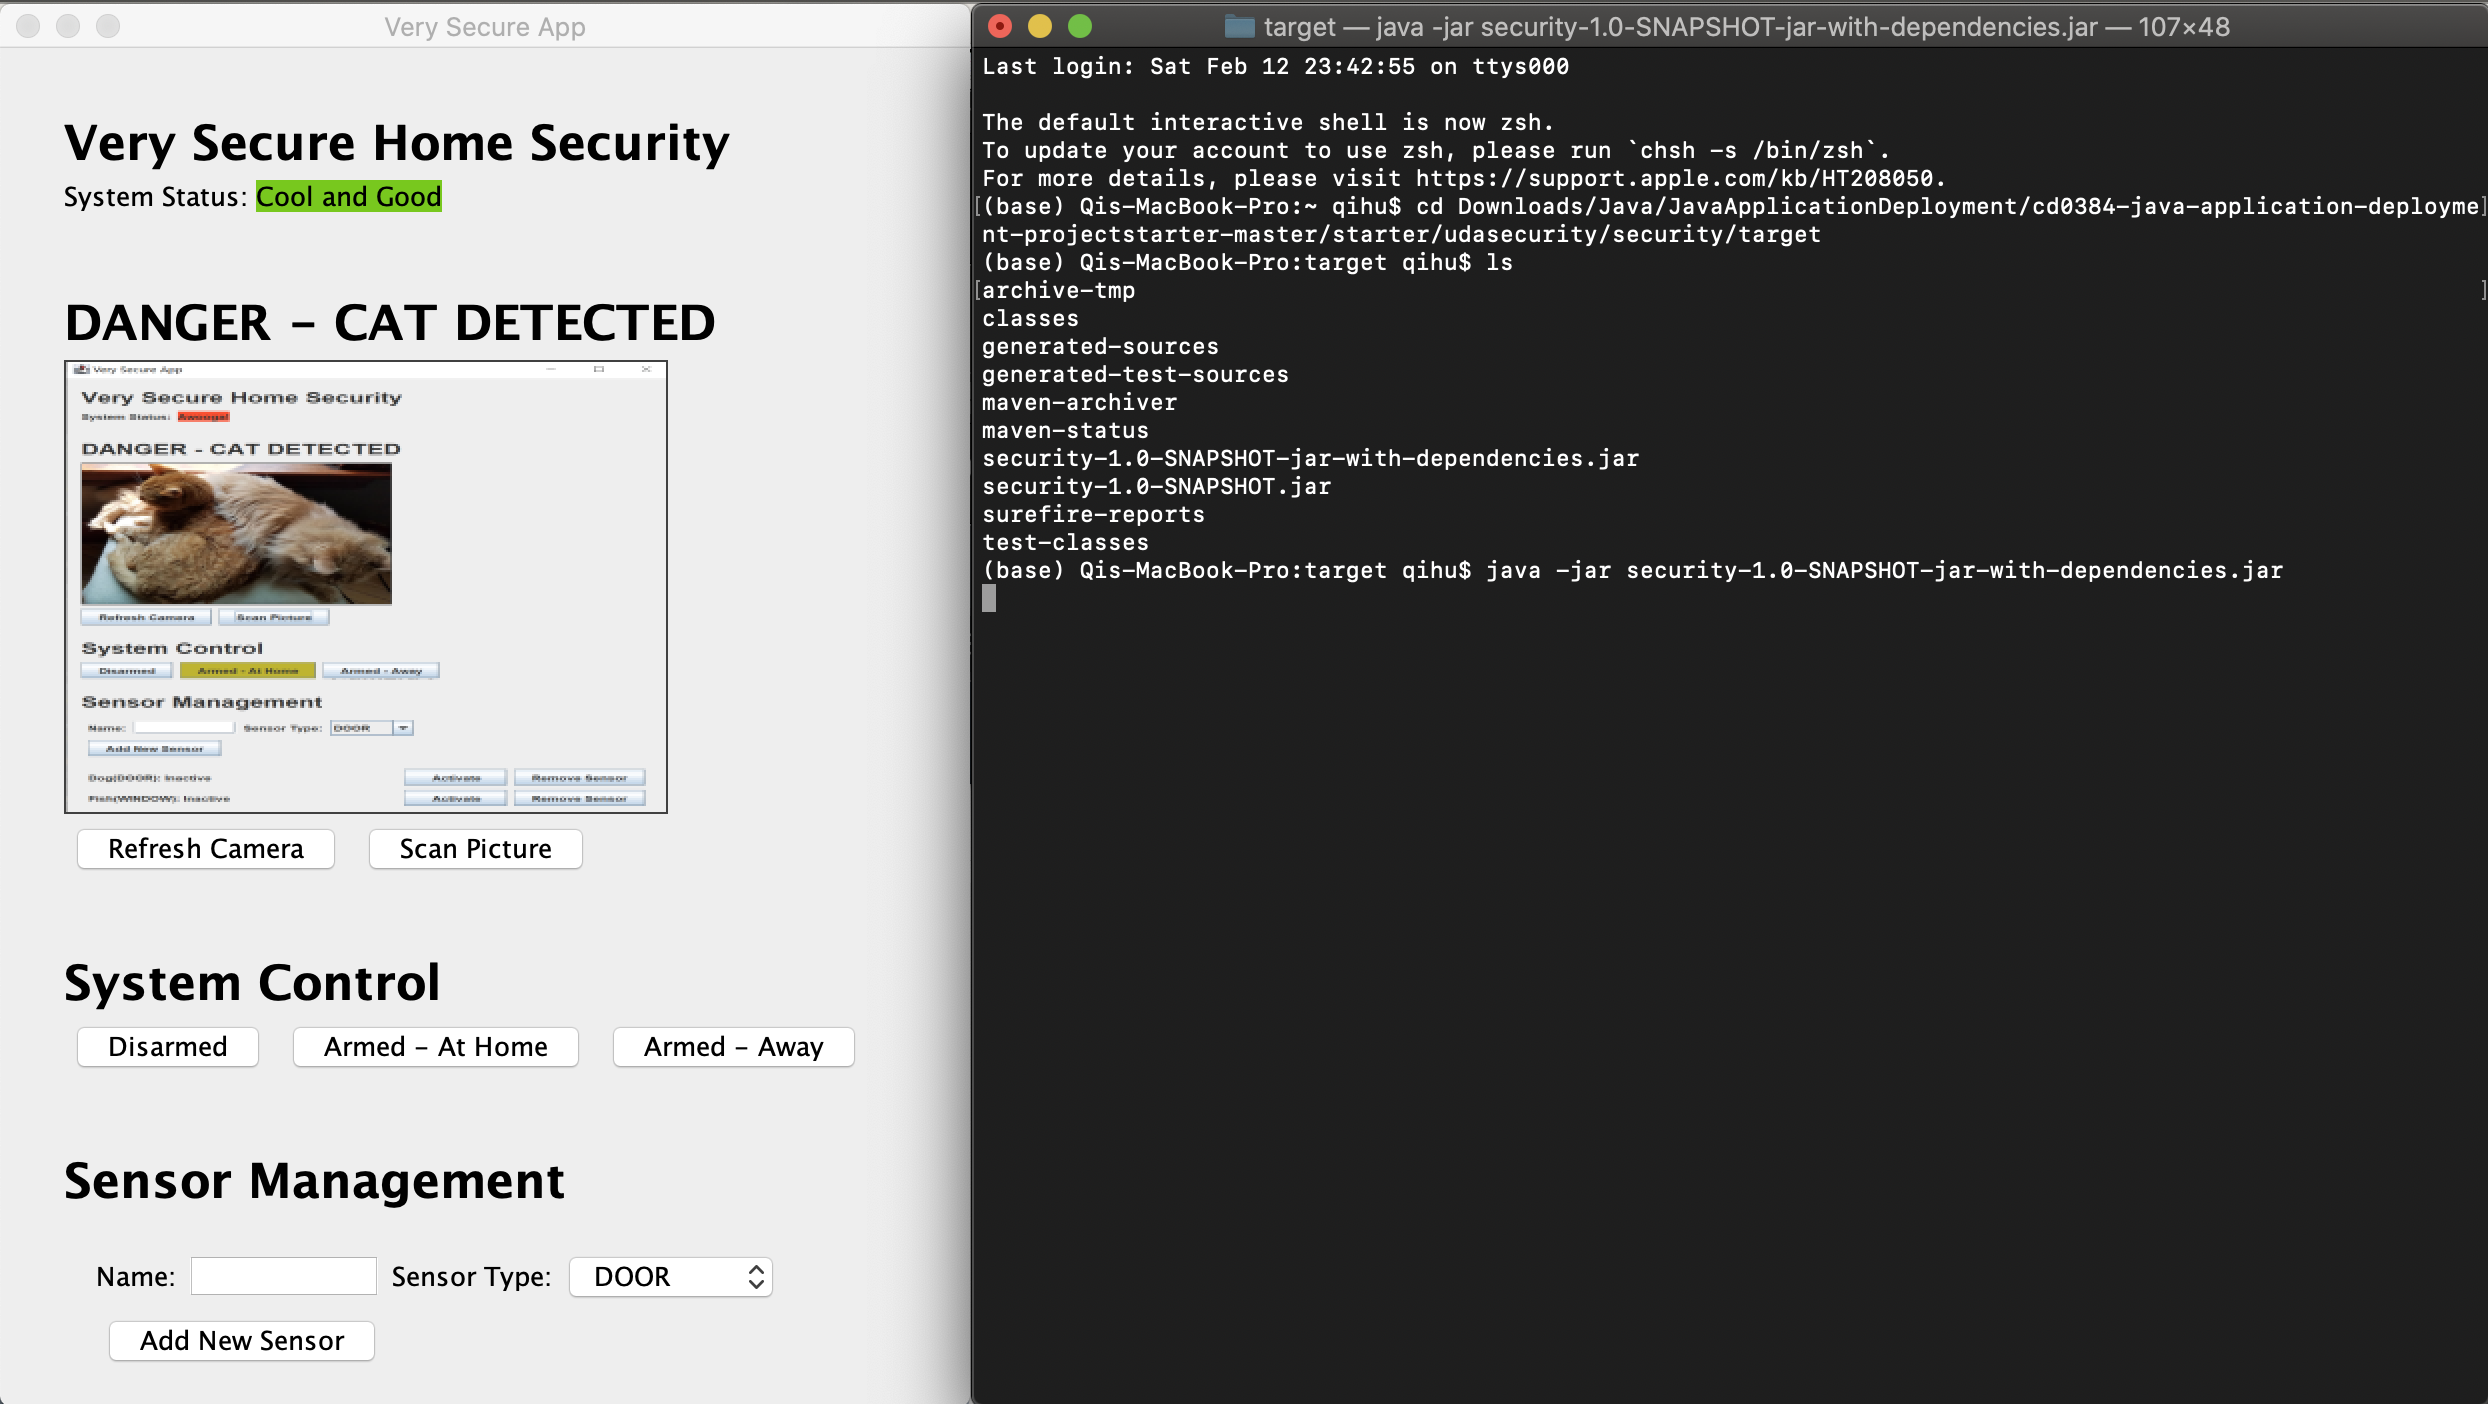 Very Secure App
Very Secure Home Security
System Status: Cool and Good
DANGER – CAT DETECTED
Very Secure App
Very Secure Home Security
System Status: Awooga!
DANGER - CAT DETECTED
Refresh Camera Scan Picture
System Control
Disarmed Armed - At Home Armed - Away
Sensor Management
Name: Sensor Type: DOOR
Add New Sensor
Dog(DOOR): Inactive Activate Remove Sensor
Fish(WINDOW): Inactive Activate Remove Sensor
Refresh Camera Scan Picture
System Control
Disarmed Armed – At Home Armed – Away
Sensor Management
Name: Sensor Type: DOOR
Add New Sensor
target — java -jar security-1.0-SNAPSHOT-jar-with-dependencies.jar — 107×48
Last login: Sat Feb 12 23:42:55 on ttys000
The default interactive shell is now zsh.
To update your account to use zsh, please run `chsh -s /bin/zsh`.
For more details, please visit https://support.apple.com/kb/HT208050.
[(base) Qis-MacBook-Pro:~ qihu$ cd Downloads/Java/JavaApplicationDeployment/cd0384-java-application-deployme]
nt-projectstarter-master/starter/udasecurity/security/target
(base) Qis-MacBook-Pro:target qihu$ ls
[archive-tmp ]
classes
generated-sources
generated-test-sources
maven-archiver
maven-status
security-1.0-SNAPSHOT-jar-with-dependencies.jar
security-1.0-SNAPSHOT.jar
surefire-reports
test-classes
(base) Qis-MacBook-Pro:target qihu$ java -jar security-1.0-SNAPSHOT-jar-with-dependencies.jar